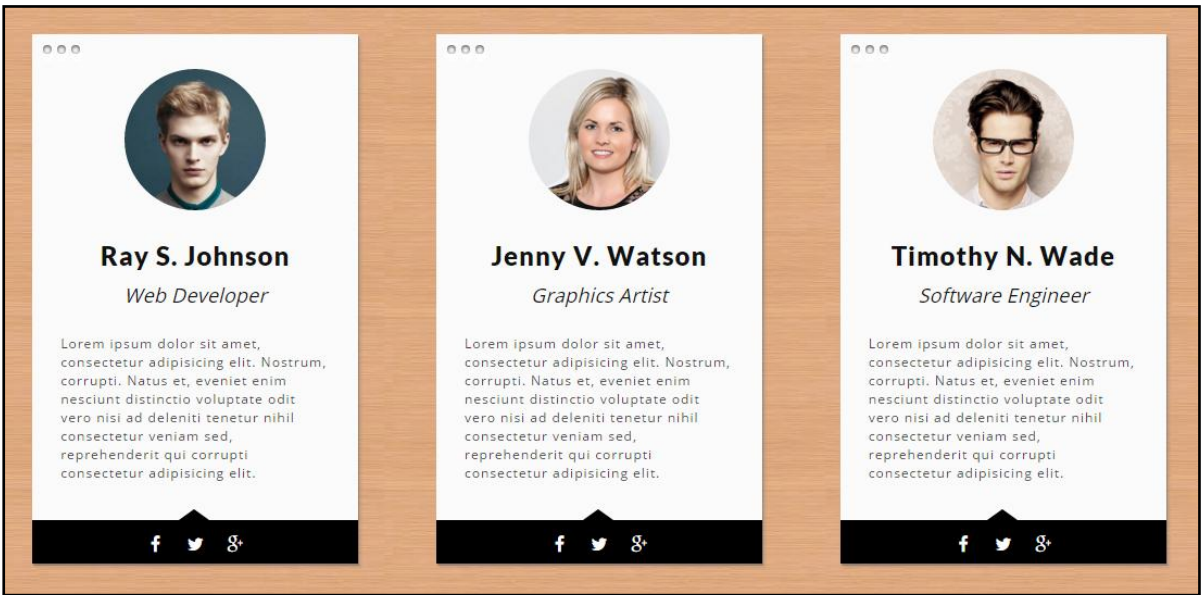 Ray S. Johnson
Web Developer
Lorem ipsum dolor sit amet,
consectetur adipisicing elit. Nostrum,
corrupti. Natus et, eveniet enim
nesciunt distinctio voluptate odit
vero nisi ad deleniti tenetur nihil
consectetur veniam sed,
reprehenderit qui corrupti
consectetur adipisicing elit.
f
g+
Jenny V. Watson
Graphics Artist
Lorem ipsum dolor sit amet,
consectetur adipisicing elit. Nostrum,
corrupti. Natus et, eveniet enim
nesciunt distinctio voluptate odit
vero nisi ad deleniti tenetur nihil
consectetur veniam sed,
reprehenderit qui corrupti
consectetur adipisicing elit.
f
g+
Timothy N. Wade
Software Engineer
Lorem ipsum dolor sit amet,
consectetur adipisicing elit. Nostrum,
corrupti. Natus et, eveniet enim
nesciunt distinctio voluptate odit
vero nisi ad deleniti tenetur nihil
consectetur veniam sed,
reprehenderit qui corrupti
consectetur adipisicing elit.
f
g+